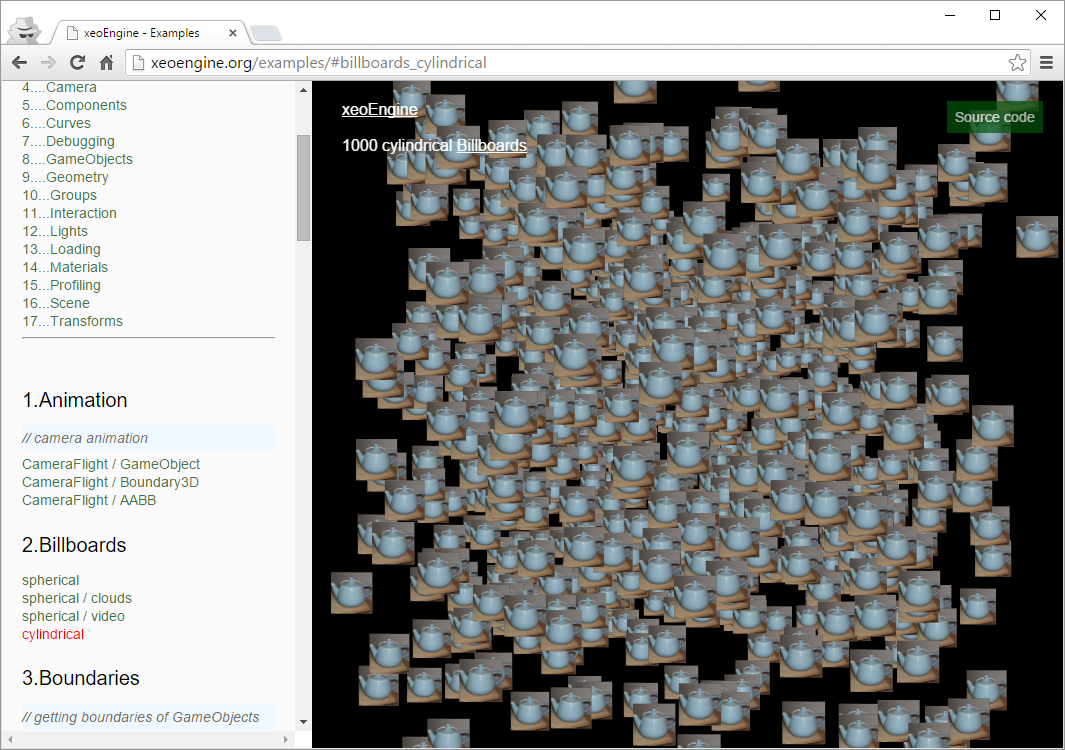 xeoEngine - Examples
xeoengine.org/examples/#billboards_cylindrical
4....Camera
5....Components
6....Curves
7....Debugging
8....GameObjects
9....Geometry
10...Groups
11...Interaction
12...Lights
13...Loading
14...Materials
15...Profiling
16...Scene
17...Transforms
1.Animation
// camera animation
CameraFlight / GameObject
CameraFlight / Boundary3D
CameraFlight / AABB
2.Billboards
spherical
spherical / clouds
spherical / video
cylindrical
3.Boundaries
// getting boundaries of GameObjects
xeoEngine
1000 cylindrical Billboards
Source code